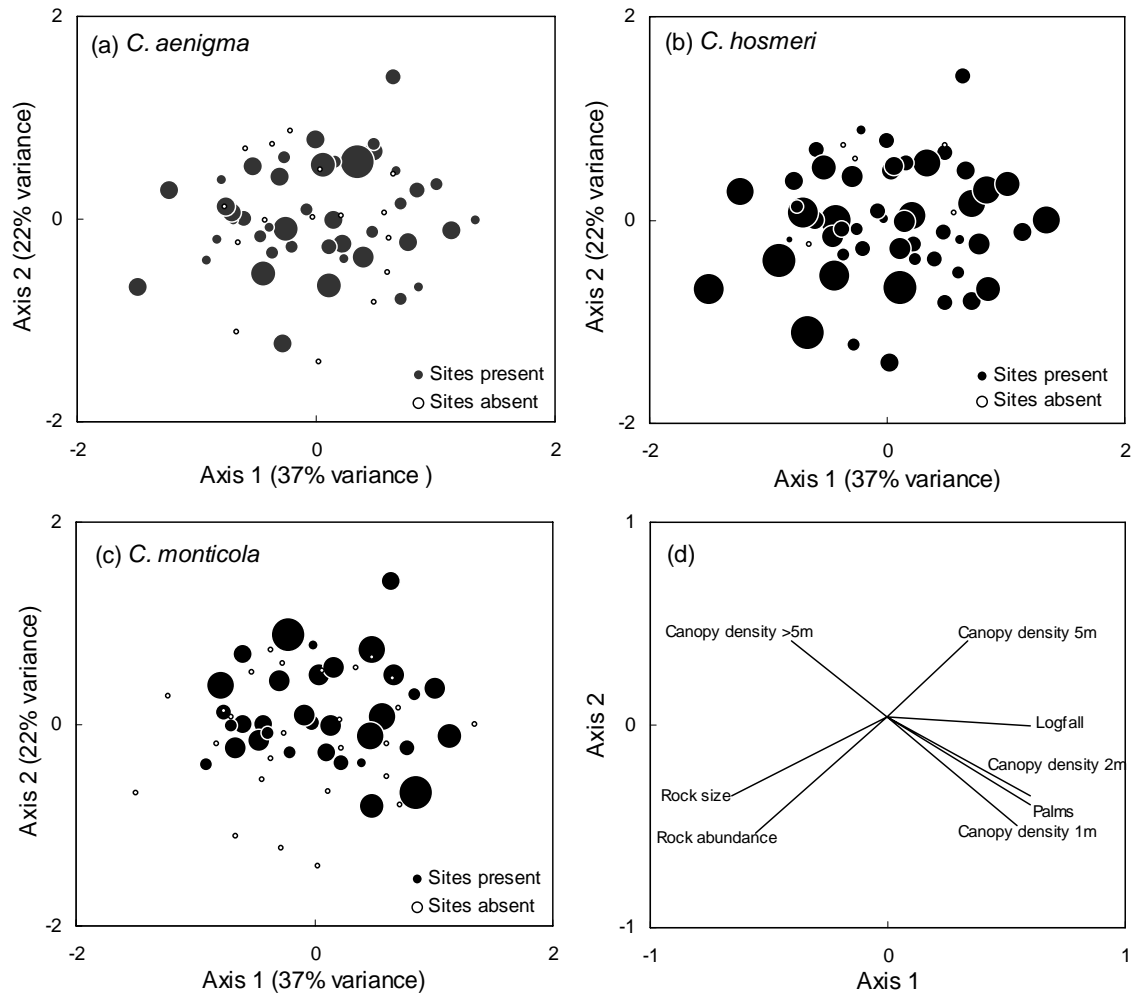 (a) C. aenigma
2
0
-2
-2
0
2
Axis 2 (22% variance)
Axis 1 (37% variance )
Sites present
Sites absent
(b) C. hosmeri
2
0
-2
-2
0
2
Axis 2 (22% variance)
Axis 1 (37% variance)
Sites present
Sites absent
(c) C. monticola
2
0
-2
-2
0
2
Axis 2 (22% variance)
Axis 1 (37% variance)
Sites present
Sites absent
(d)
1
0
-1
-1
0
1
Axis 2
Axis 1
Canopy density >5m
Canopy density 5m
Logfall
Canopy density 2m
Rock size
Palms
Rock abundance
Canopy density 1m